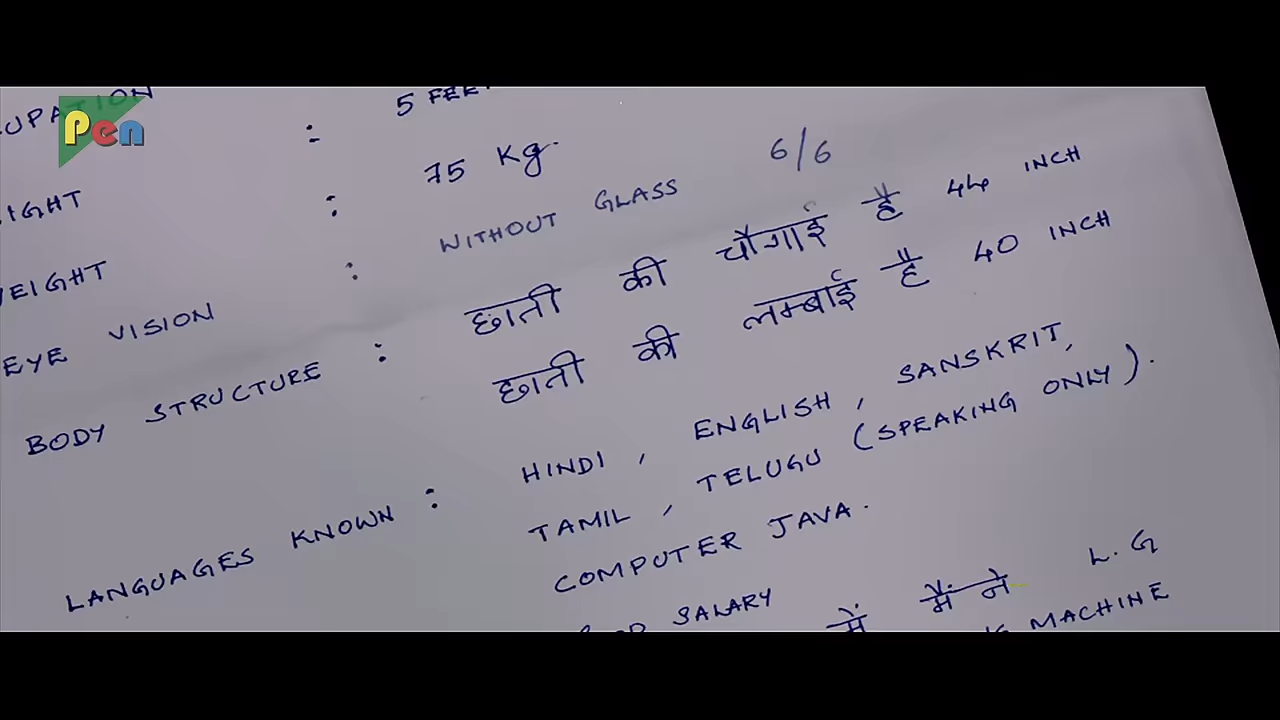 Pen
UPATION : 5 FEET
IGHT : 75 Kg.
EIGHT : WITHOUT GLASS 6/6
EYE VISION
BODY STRUCTURE : छाती की चौगाई है 44 INCH
छाती की लम्बाई है 40 INCH
LANGUAGES KNOWN : HINDI , ENGLISH , SANSKRIT,
TAMIL , TELUGU (SPEAKING ONLY).
COMPUTER JAVA.
SALARY में मैं ने L.G
MACHINE